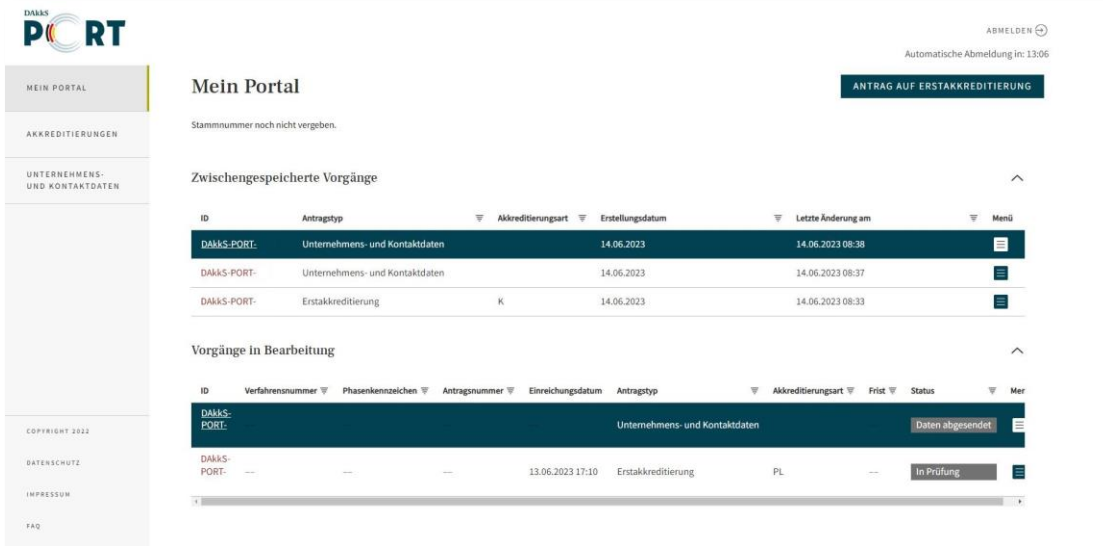 DAkkS
PORT
ABMELDEN
Automatische Abmeldung in: 13:06
MEIN PORTAL
AKKREDITIERUNGEN
UNTERNEHMENS-
UND KONTAKTDATEN
Mein Portal
ANTRAG AUF ERSTAKKREDITIERUNG
Stammnummer noch nicht vergeben.
Zwischengespeicherte Vorgänge
ID Antragstyp Akkreditierungsart Erstellungsdatum Letzte Änderung am Menü
DAkkS-PORT- Unternehmens- und Kontaktdaten 14.06.2023 14.06.2023 08:38
DAkkS-PORT- Unternehmens- und Kontaktdaten 14.06.2023 14.06.2023 08:37
DAkkS-PORT- Erstakkreditierung K 14.06.2023 14.06.2023 08:33
Vorgänge in Bearbeitung
ID Verfahrensnummer Phasenkennzeichen Antragsnummer Einreichungsdatum Antragstyp Akkreditierungsart Frist Status Mer
DAkkS-
PORT- Unternehmens- und Kontaktdaten Daten abgesendet
DAkkS-
PORT- --- --- --- 13.06.2023 17:10 Erstakkreditierung PL --- In Prüfung
COPYRIGHT 2022
DATENSCHUTZ
IMPRESSUM
FAQ